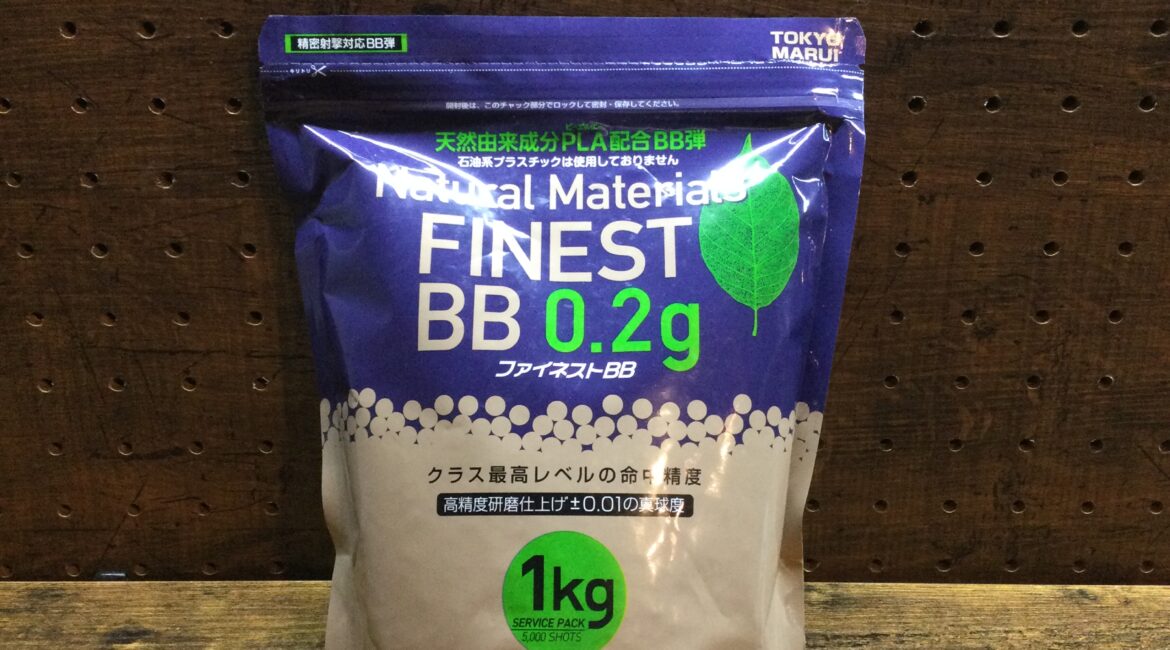 精密射撃対応BB弾
TOKYO
MARUI
キリトリ
開封後は、このチャック部分でロックして密封・保存してください。
天然由来成分PLA配合BB弾
石油系プラスチックは使用しておりません
Natural Materials
FINEST
BB 0.2g
ファイネストBB
クラス最高レベルの命中精度
高精度研磨仕上げ±0.01の真球度
1kg
SERVICE PACK
5,000 SHOTS